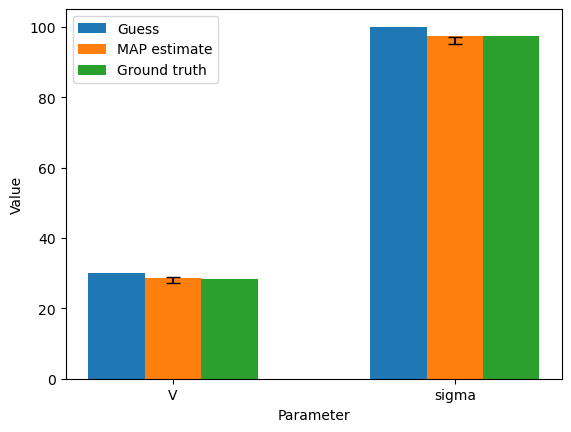 Guess
MAP estimate
Ground truth
100
80
60
40
20
0
Value
V
sigma
Parameter